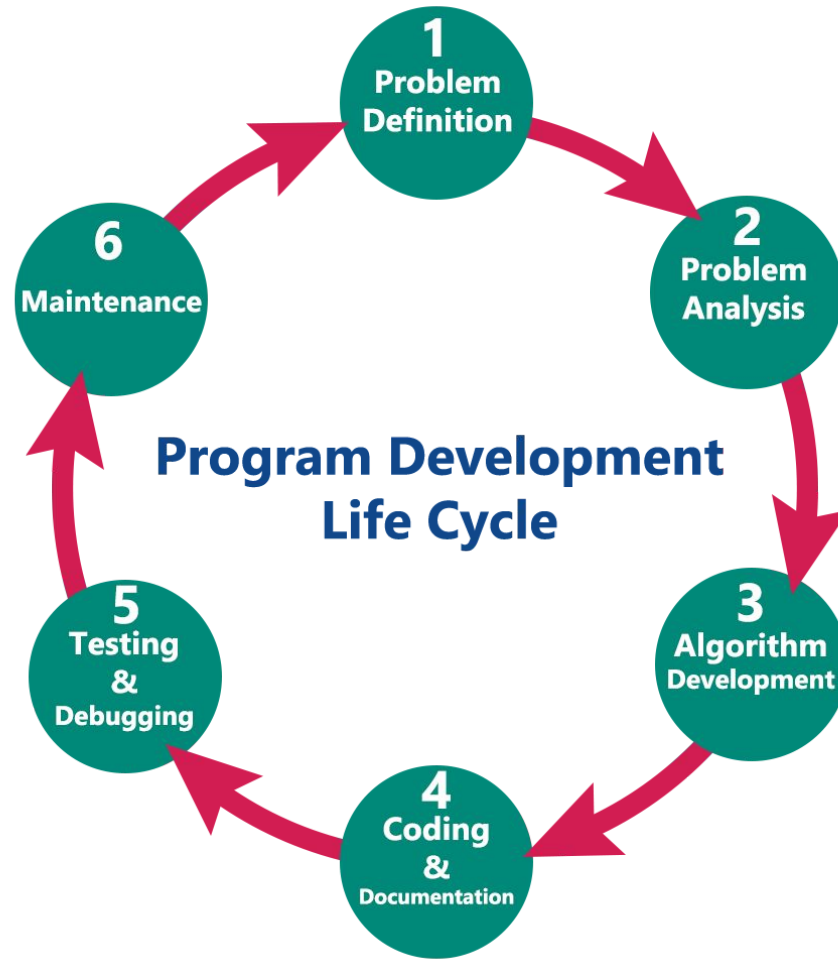 1
Problem
Definition
2
Problem
Analysis
3
Algorithm
Development
4
Coding
&
Documentation
5
Testing
&
Debugging
6
Maintenance
Program Development
Life Cycle